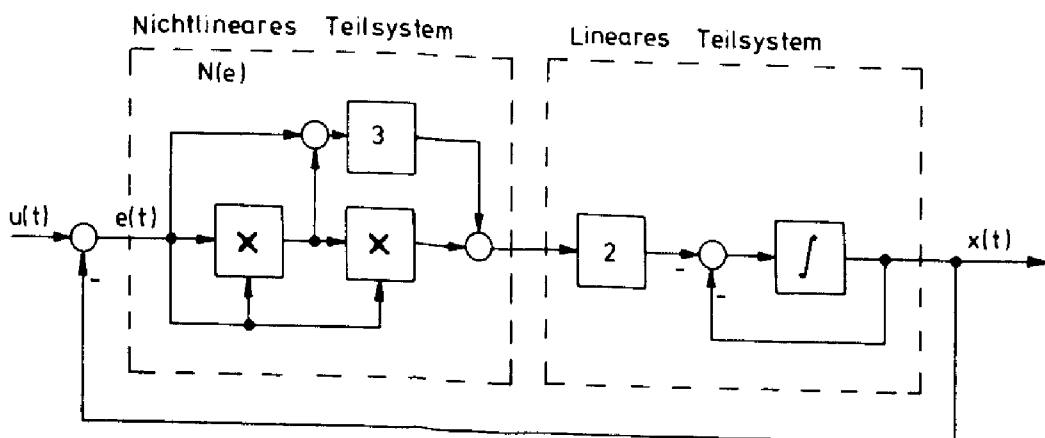 Nichtlineares Teilsystem
Lineares Teilsystem
N(e)
3
u(t)
e(t)
×
×
2
∫
x(t)
-
-
-